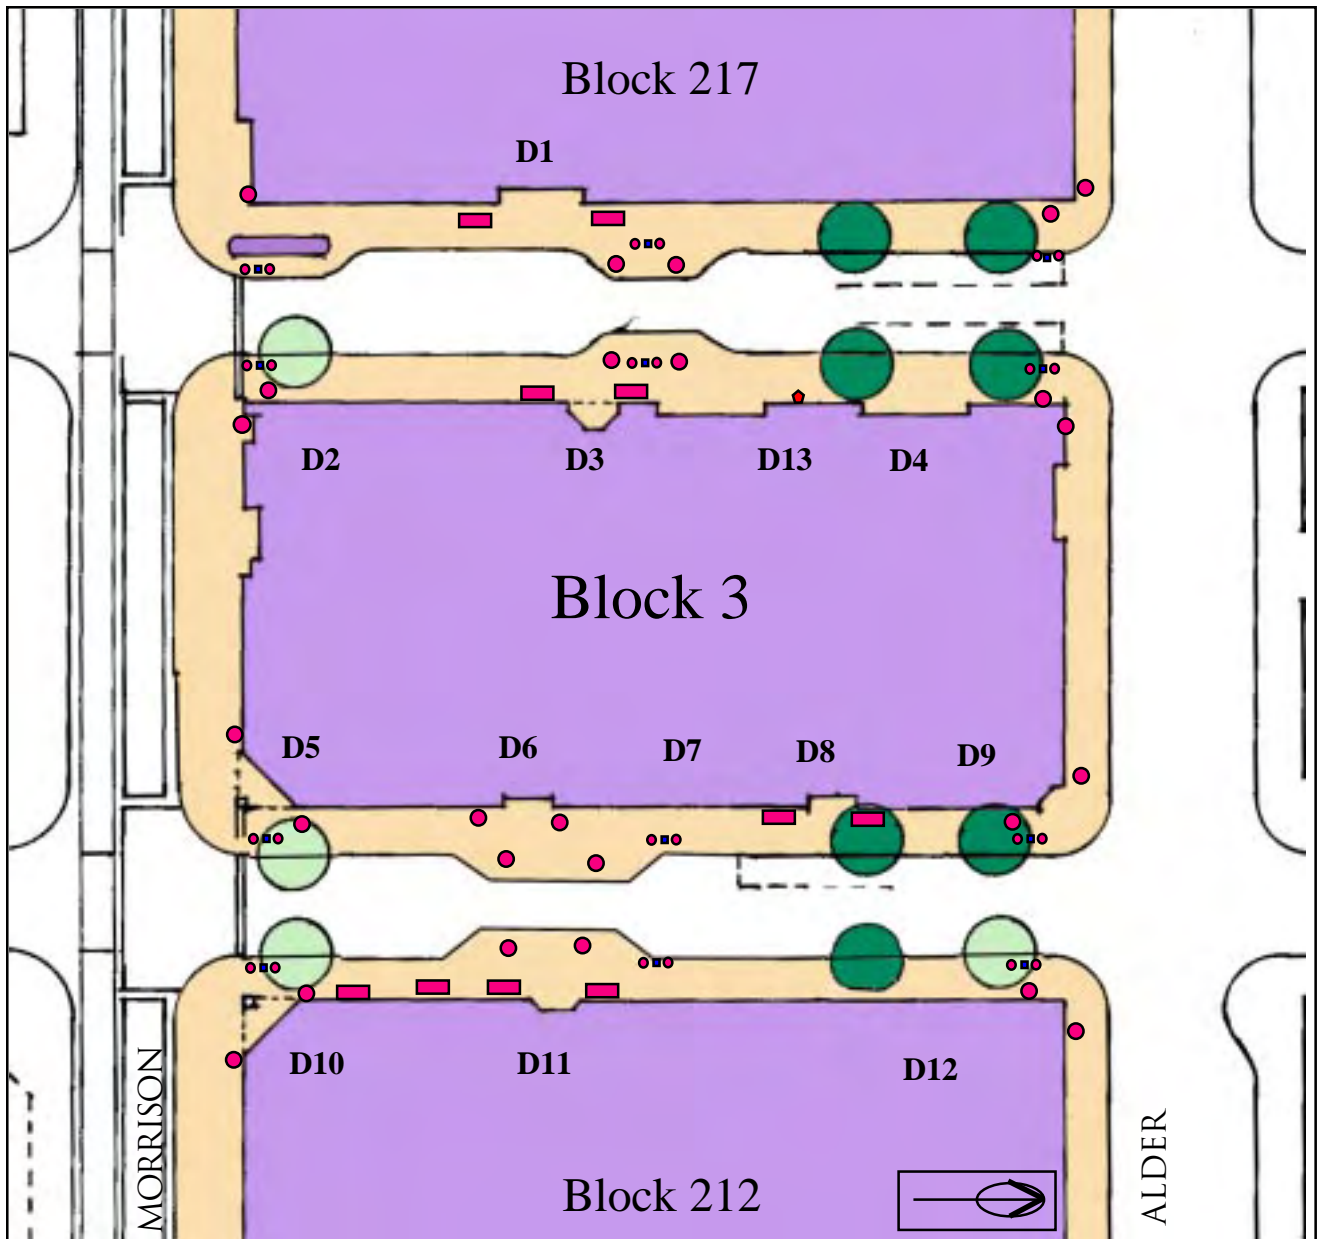 Block 217
D1
D2
D3
D13
D4
Block 3
D5
D6
D7
D8
D9
D10
D11
D12
MORRISON
ALDER
Block 212